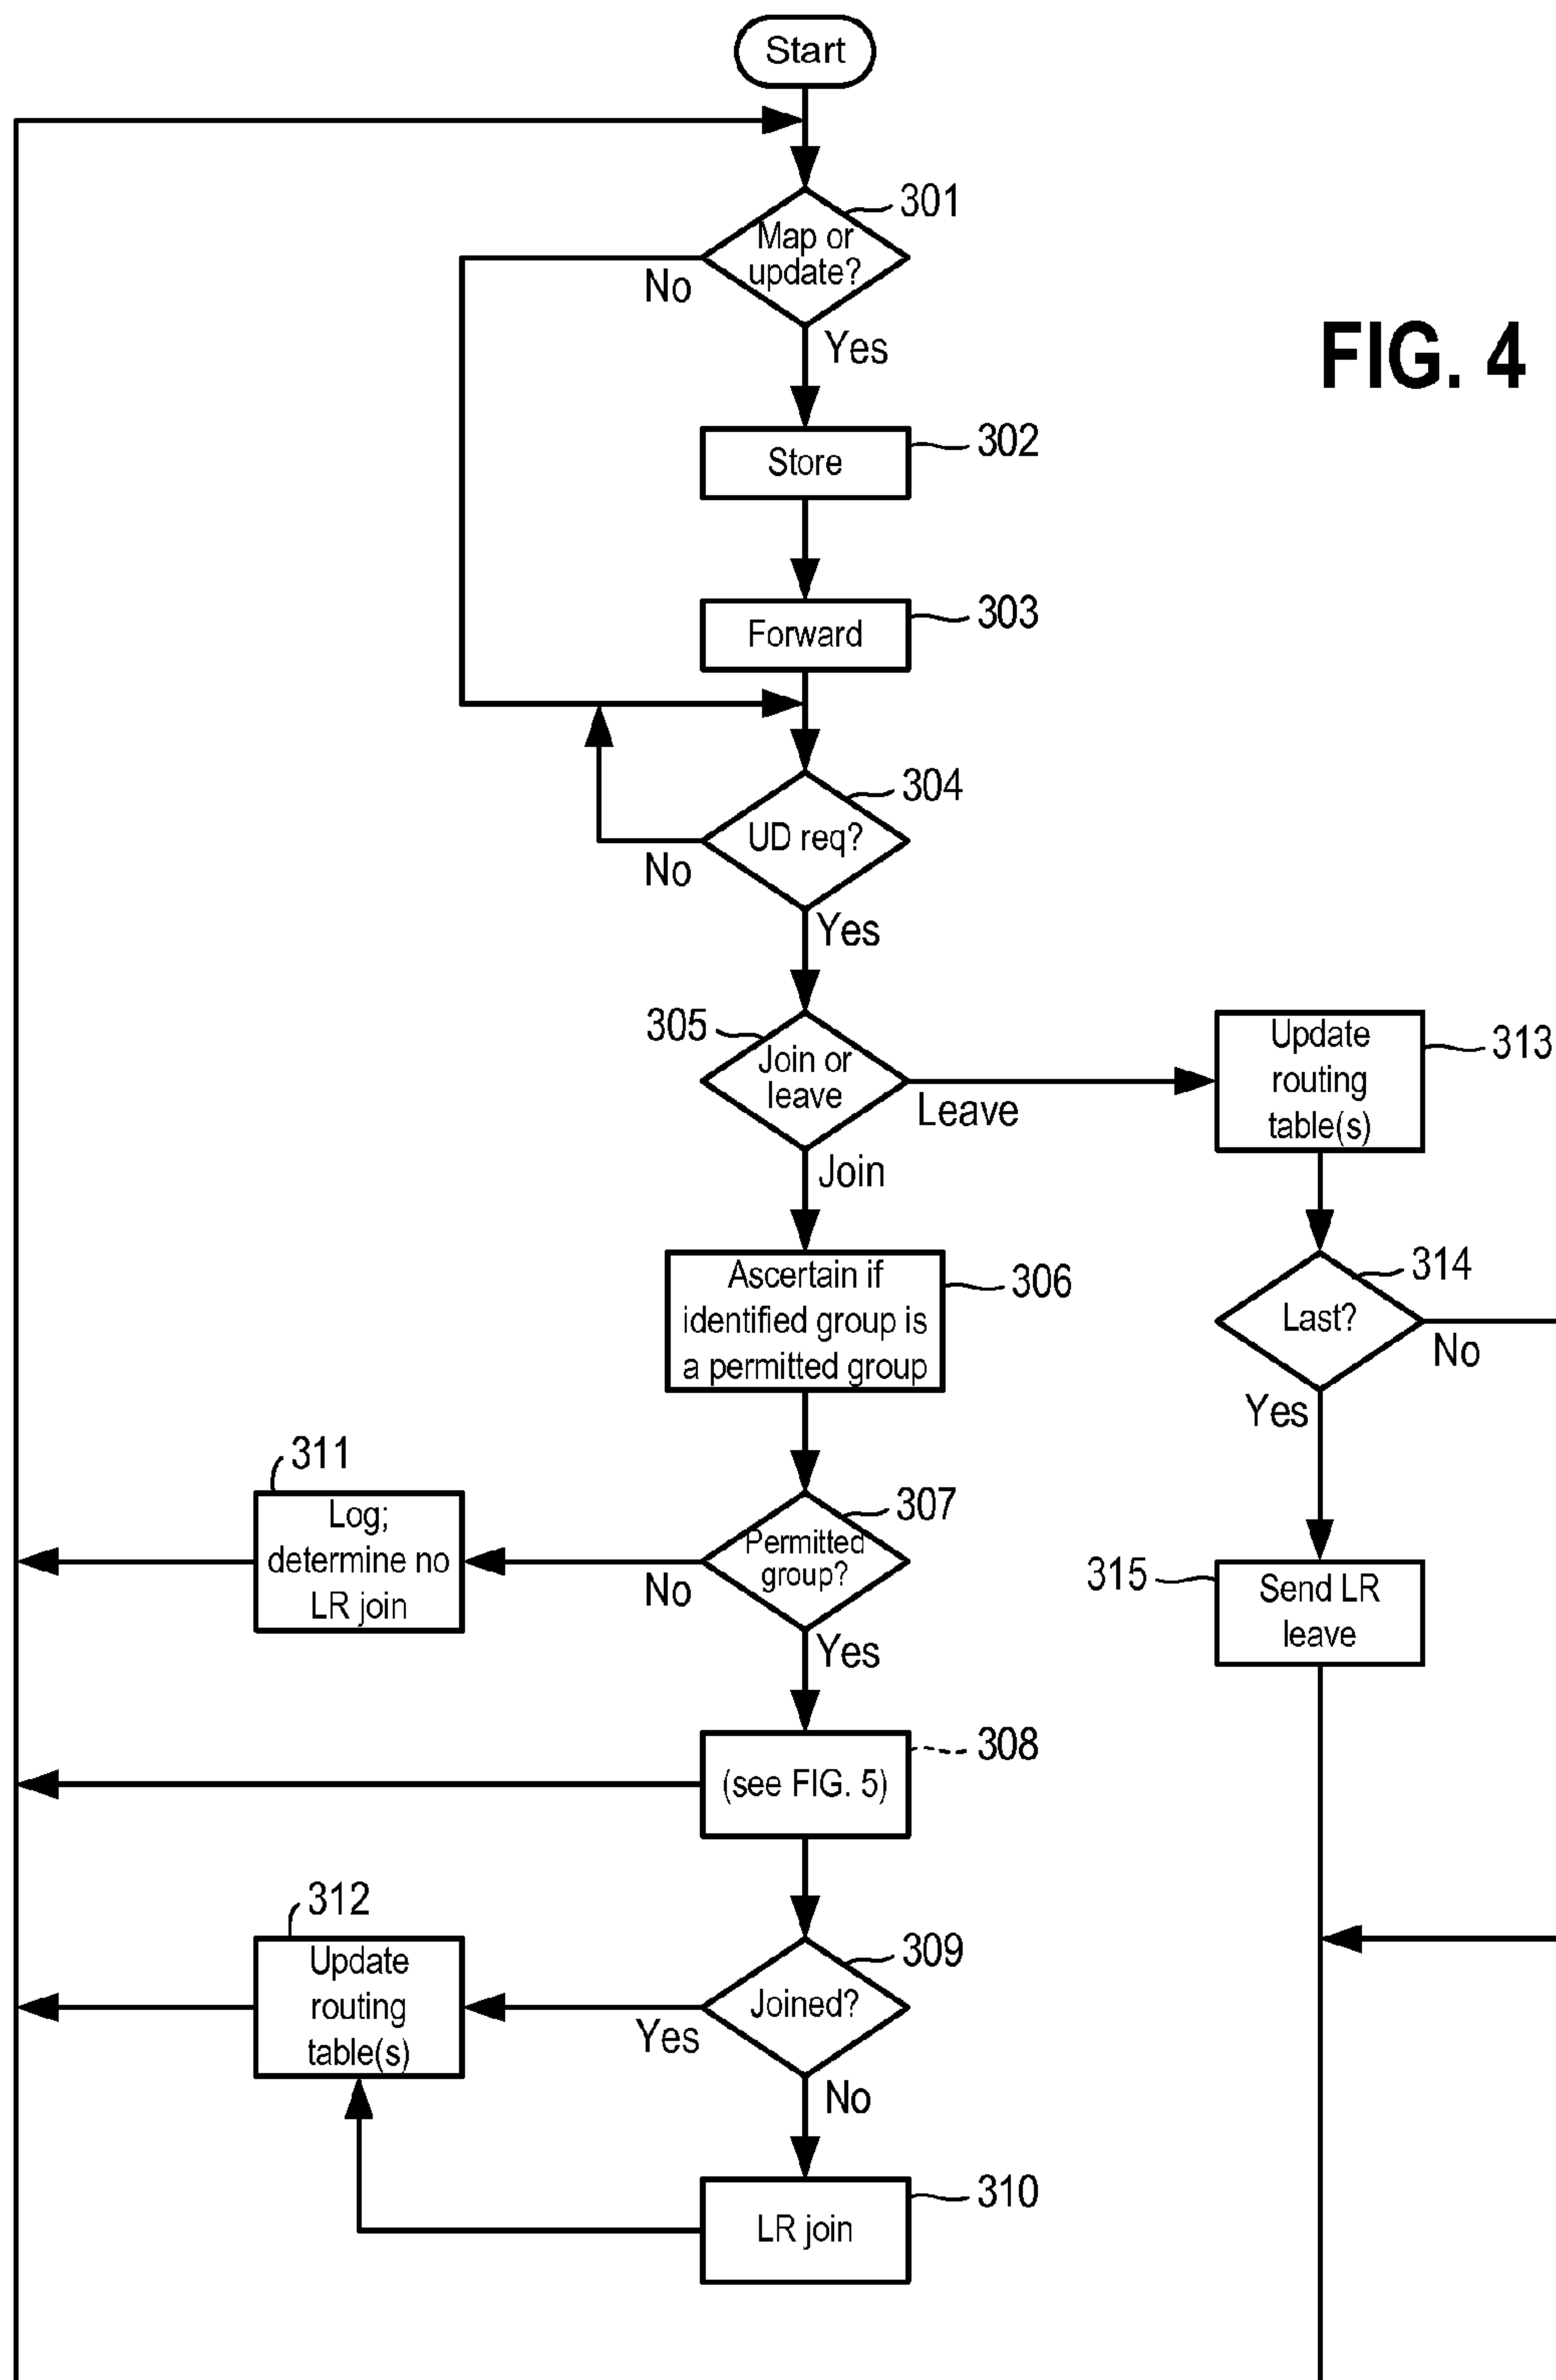 Start
301
Map or
update?
No
Yes
FIG. 4
302
Store
303
Forward
304
UD req?
No
Yes
305
Join or
leave
Leave
Join
313
Update
routing
table(s)
306
Ascertain if
identified group is
a permitted group
314
Last?
No
Yes
311
Log;
determine no
LR join
307
Permitted
group?
No
Yes
315
Send LR
leave
308
(see FIG. 5)
312
Update
routing
table(s)
309
Joined?
Yes
No
310
LR join